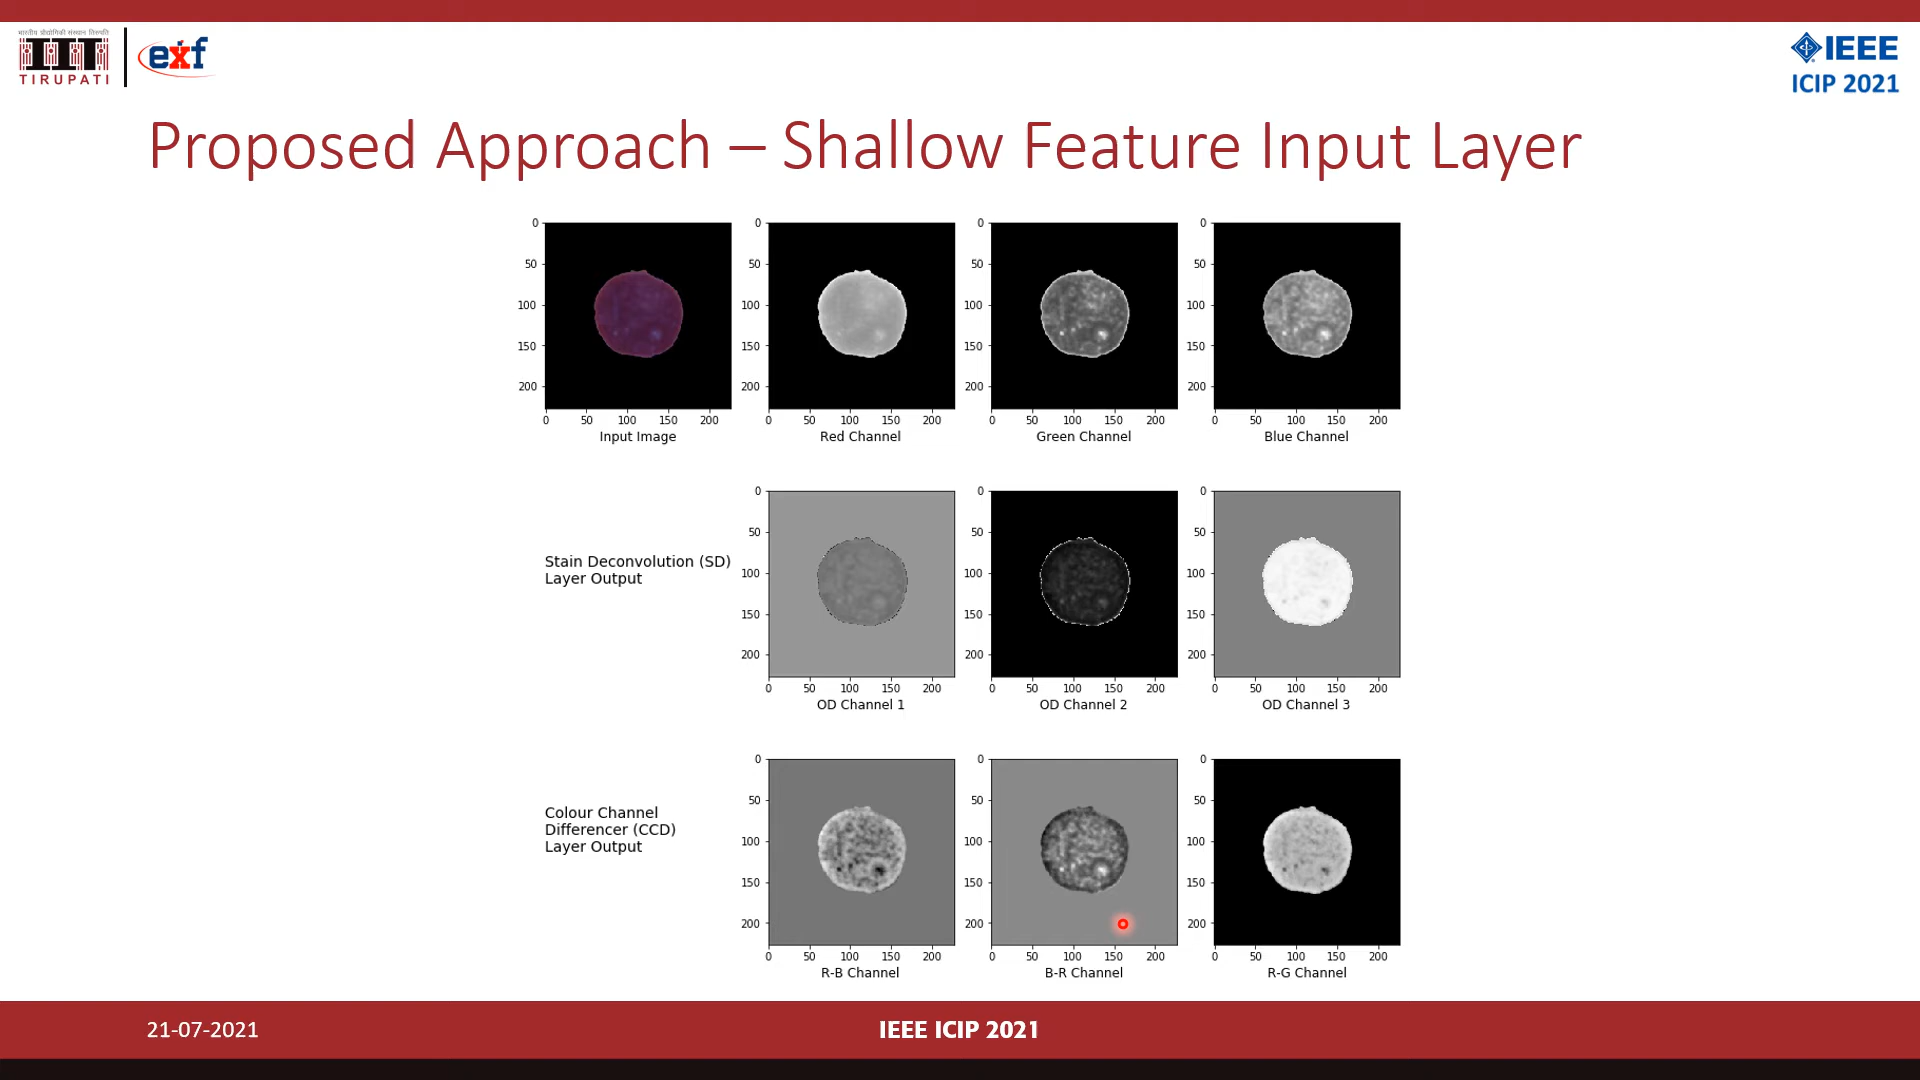 भारतीय प्रौद्योगिकी संस्थान तिरुपति
IIT
TIRUPATI
exf
IEEE
ICIP 2021
Proposed Approach – Shallow Feature Input Layer
0
50
100
150
200
0 50 100 150 200
Input Image
0
50
100
150
200
0 50 100 150 200
Red Channel
0
50
100
150
200
0 50 100 150 200
Green Channel
0
50
100
150
200
0 50 100 150 200
Blue Channel
Stain Deconvolution (SD)
Layer Output
0
50
100
150
200
0 50 100 150 200
OD Channel 1
0
50
100
150
200
0 50 100 150 200
OD Channel 2
0
50
100
150
200
0 50 100 150 200
OD Channel 3
Colour Channel
Differencer (CCD)
Layer Output
0
50
100
150
200
0 50 100 150 200
R-B Channel
0
50
100
150
200
0 50 100 150 200
B-R Channel
0
50
100
150
200
0 50 100 150 200
R-G Channel
21-07-2021
IEEE ICIP 2021